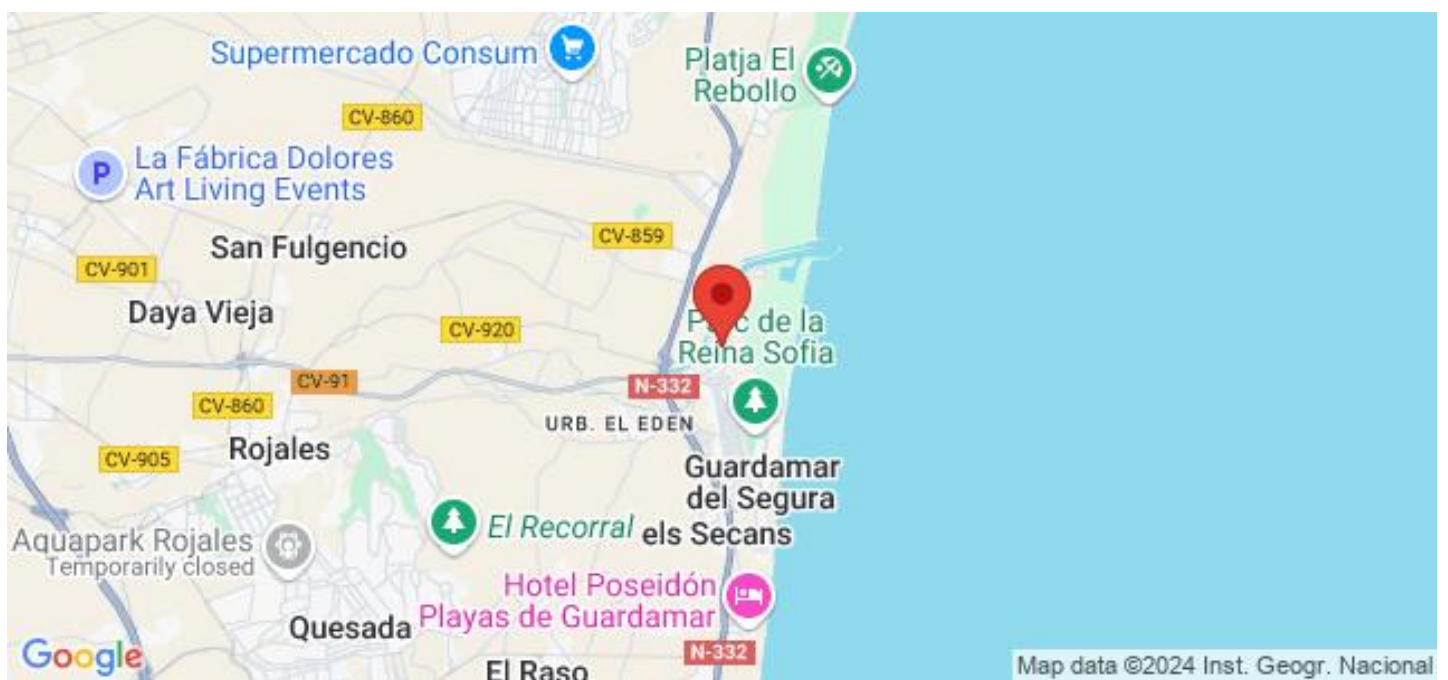 Supermercado Consum
Platja El
Rebollo
CV-860
La Fábrica Dolores
Art Living Events
P
San Fulgencio
CV-859
CV-901
Daya Vieja
CV-920
Parc de la
Reina Sofia
CV-91
N-332
CV-860
URB. EL EDEN
Rojales
CV-905
Guardamar
del Segura
El Recorral
els Secans
Aquapark Rojales
Temporarily closed
Hotel Poseidón
Playas de Guardamar
Quesada
N-332
El Raso
Google
Map data ©2024 Inst. Geogr. Nacional